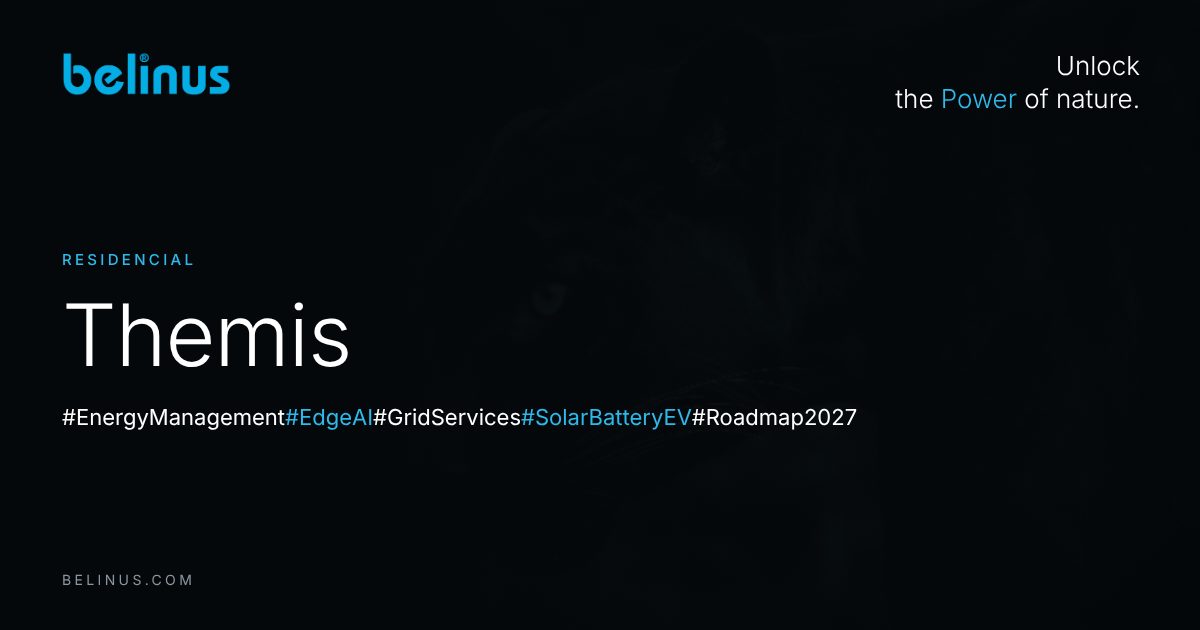 belinus®
Unlock
the Power of nature.
RESIDENCIAL
Themis
#EnergyManagement#EdgeAI#GridServices#SolarBatteryEV#Roadmap2027
BELINUS.COM